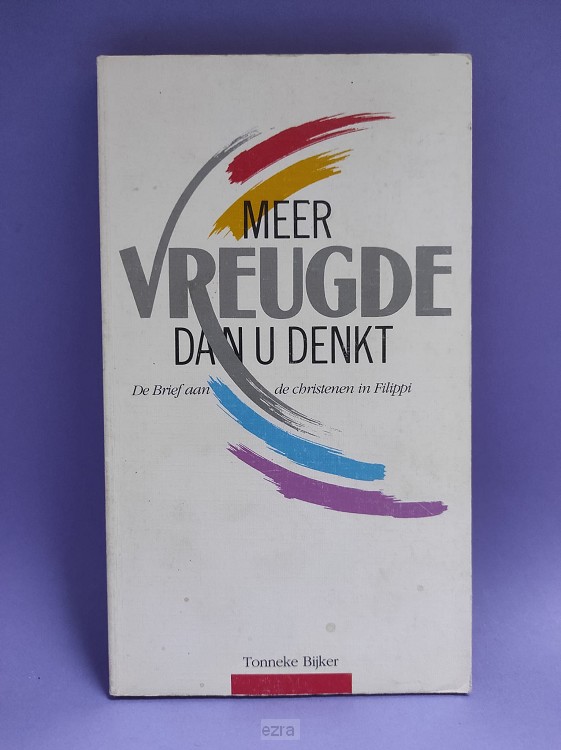 MEER
VREUGDE
DAN U DENKT
De Brief aan de christenen in Filippi
Tonneke Bijker
ezra